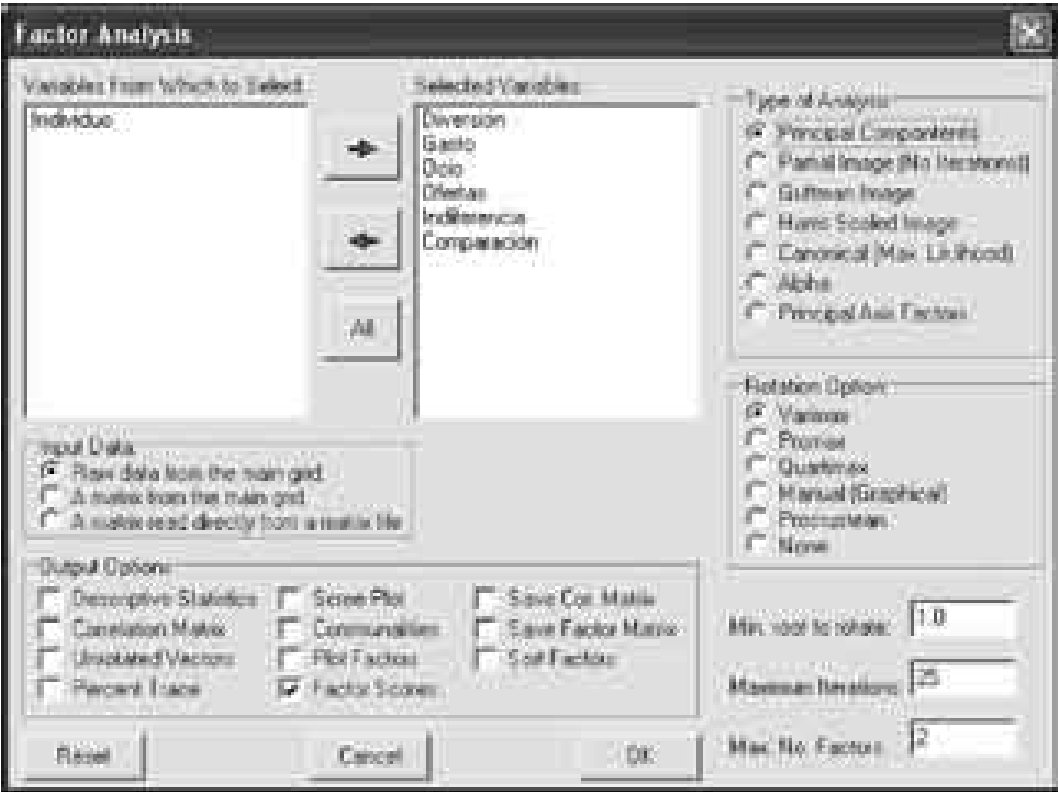 Factor Analysis
Variables From Which to Select
Individuo
All
Selected Variables
Diversión
Gasto
Ocio
Ofertas
Indiferencia
Comparación
Type of Analysis
Principal Components
Partial Image (No Iterations)
Guttman Image
Harris Scaled Image
Canonical (Max. Liklihood)
Alpha
Principal Axis Factors
Rotation Option
Varimax
Promax
Quartimax
Manual (Graphical)
Procrustean
None
Input Data
Raw data from the main grid
A matrix from the main grid
A matrix read directly from a matrix file
Output Options
Descriptive Statistics
Correlation Matrix
Unrotated Vectors
Percent Trace
Scree Plot
Communalities
Plot Factors
Factor Scores
Save Cor. Matrix
Save Factor Matrix
Sort Factors
Min. root to rotate: 1.0
Maximum Iterations: 25
Max. No. Factors 2
Reset
Cancel
OK